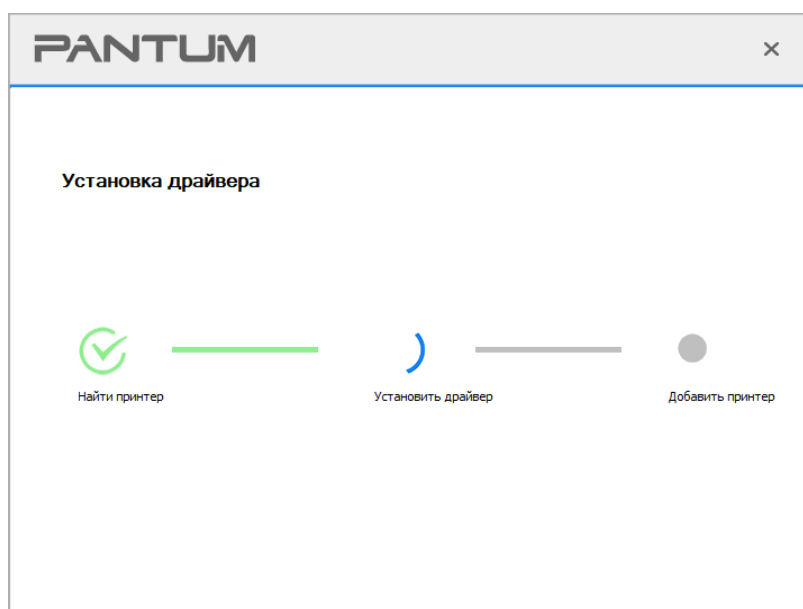 PANTUM
Установка драйвера
Найти принтер
Установить драйвер
Добавить принтер